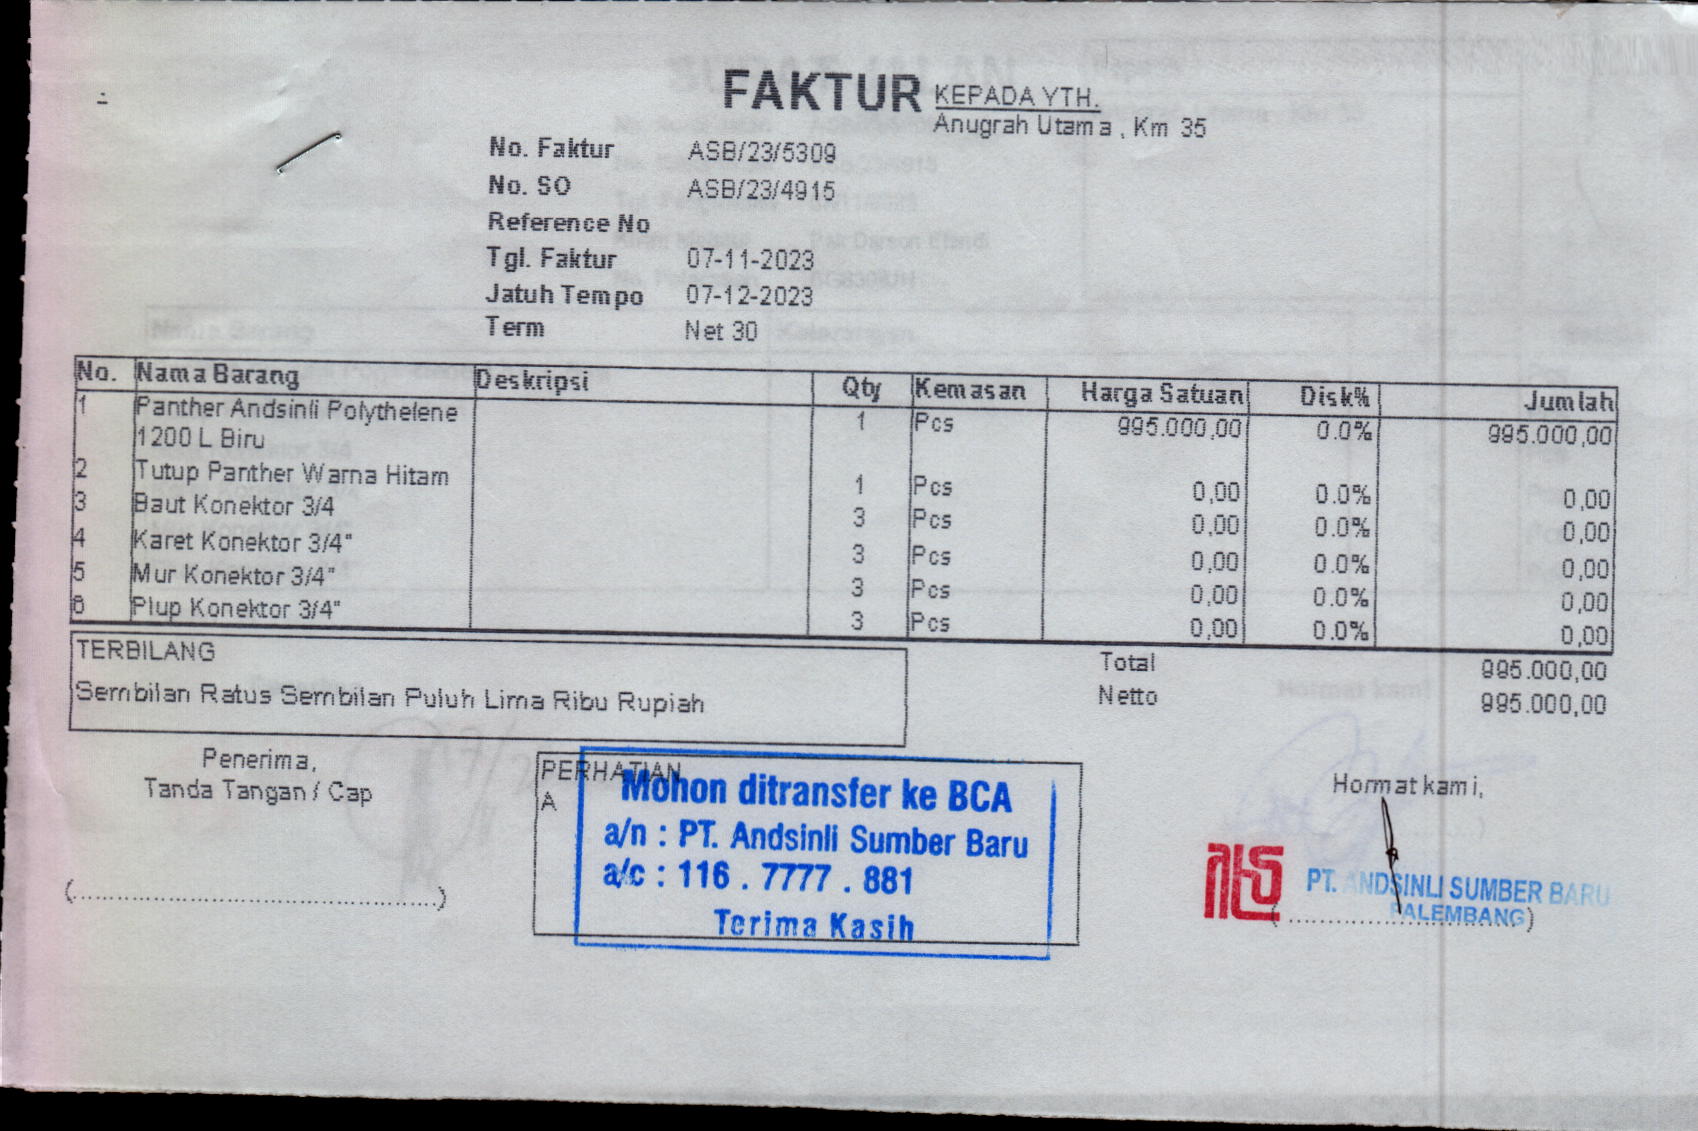 FAKTUR
KEPADA YTH.
Anugrah Utama , Km 35
No. Faktur ASB/23/5309
No. SO ASB/23/4915
Reference No
Tgl. Faktur 07-11-2023
Jatuh Tempo 07-12-2023
Term Net 30
No. Nama Barang Deskripsi Qty Kemasan Harga Satuan Disk% Jumlah
1 Panther Andsinli Polythelene 1 Pcs 995.000,00 0.0% 995.000,00
1200 L Biru
2 Tutup Panther Warna Hitam 1 Pcs 0,00 0.0% 0,00
3 Baut Konektor 3/4 3 Pcs 0,00 0.0% 0,00
4 Karet Konektor 3/4" 3 Pcs 0,00 0.0% 0,00
5 Mur Konektor 3/4" 3 Pcs 0,00 0.0% 0,00
6 Plup Konektor 3/4" 3 Pcs 0,00 0.0% 0,00
TERBILANG
Sembilan Ratus Sembilan Puluh Lima Ribu Rupiah
Total 995.000,00
Netto 995.000,00
Penerima,
Tanda Tangan / Cap
(............................................)
PERHATIAN
A
Mohon ditransfer ke BCA
a/n : PT. Andsinli Sumber Baru
a/c : 116 . 7777 . 881
Terima Kasih
Hormat kami,
PT. ANDSINLI SUMBER BARU
PALEMBANG